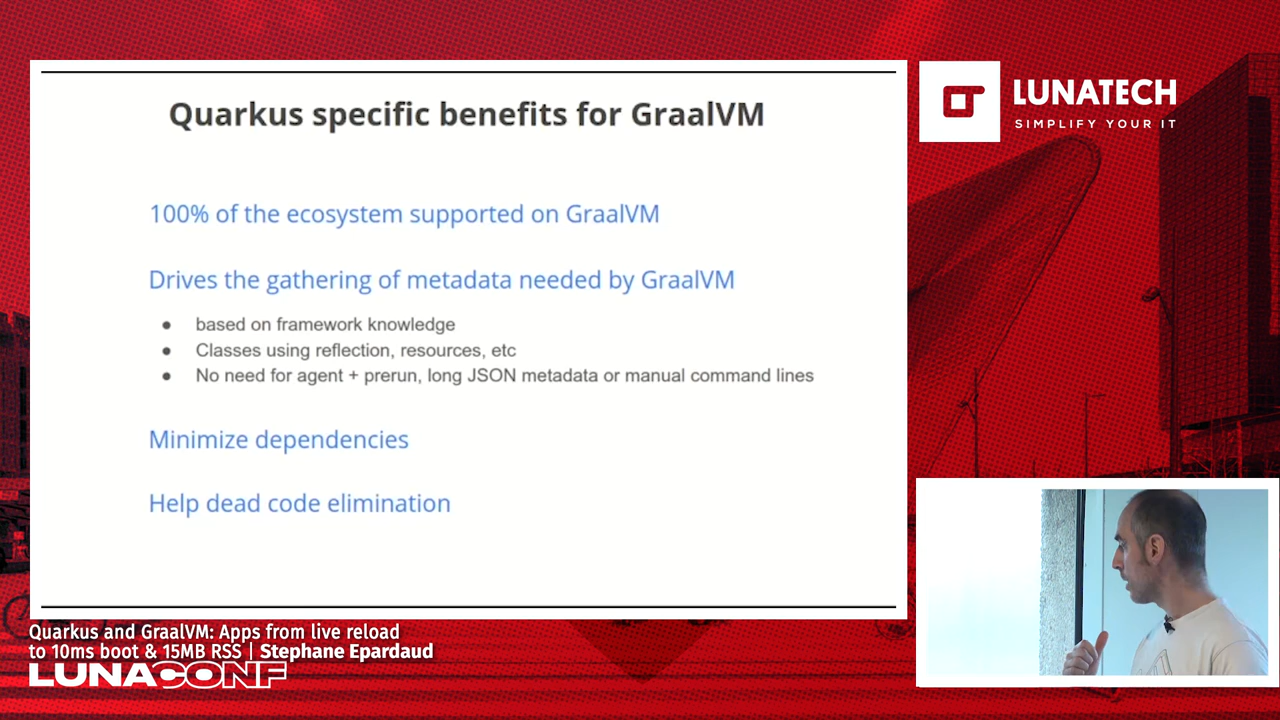 Quarkus specific benefits for GraalVM
100% of the ecosystem supported on GraalVM
Drives the gathering of metadata needed by GraalVM
● based on framework knowledge
● Classes using reflection, resources, etc
● No need for agent + prerun, long JSON metadata or manual command lines
Minimize dependencies
Help dead code elimination
LUNATECH
SIMPLIFY YOUR IT
Quarkus and GraalVM: Apps from live reload
to 10ms boot & 15MB RSS | Stephane Epardaud
LUNACONF